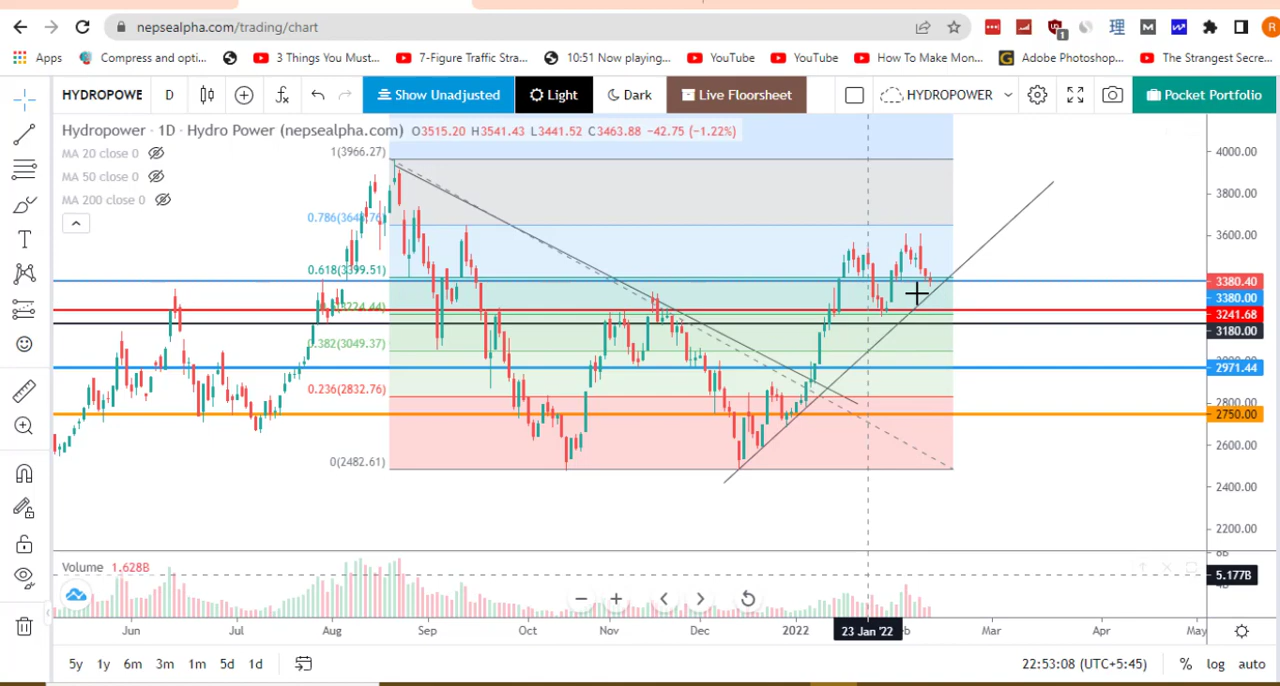 nepsealpha.com/trading/chart
1
理
M
R
Apps
Compress and opti...
3 Things You Must...
7-Figure Traffic Stra...
10:51 Now playing,...
YouTube
YouTube
How To Make Mon...
G
Adobe Photoshop...
The Strangest Secre...
HYDROPOWE
D
Show Unadjusted
Light
Dark
Live Floorsheet
HYDROPOWER
Pocket Portfolio
Hydropower · 1D · Hydro Power (nepsealpha.com) O3515.20 H3541.43 L3441.52 C3463.88 −42.75 (−1.22%)
MA 20 close 0
MA 50 close 0
MA 200 close 0
1(3966.27)
0.618(3399.51)
0.382(3049.37)
0.236(2832.76)
0(2482.61)
4000.00
3800.00
3600.00
3380.40
3380.00
3241.68
3180.00
2971.44
2800.00
2750.00
2600.00
2400.00
2200.00
Volume 1.628B
5.177B
Jun
Jul
Aug
Sep
Oct
Nov
Dec
2022
23 Jan '22
Mar
Apr
May
5y 1y 6m 3m 1m 5d 1d
22:53:08 (UTC+5:45)
% log auto